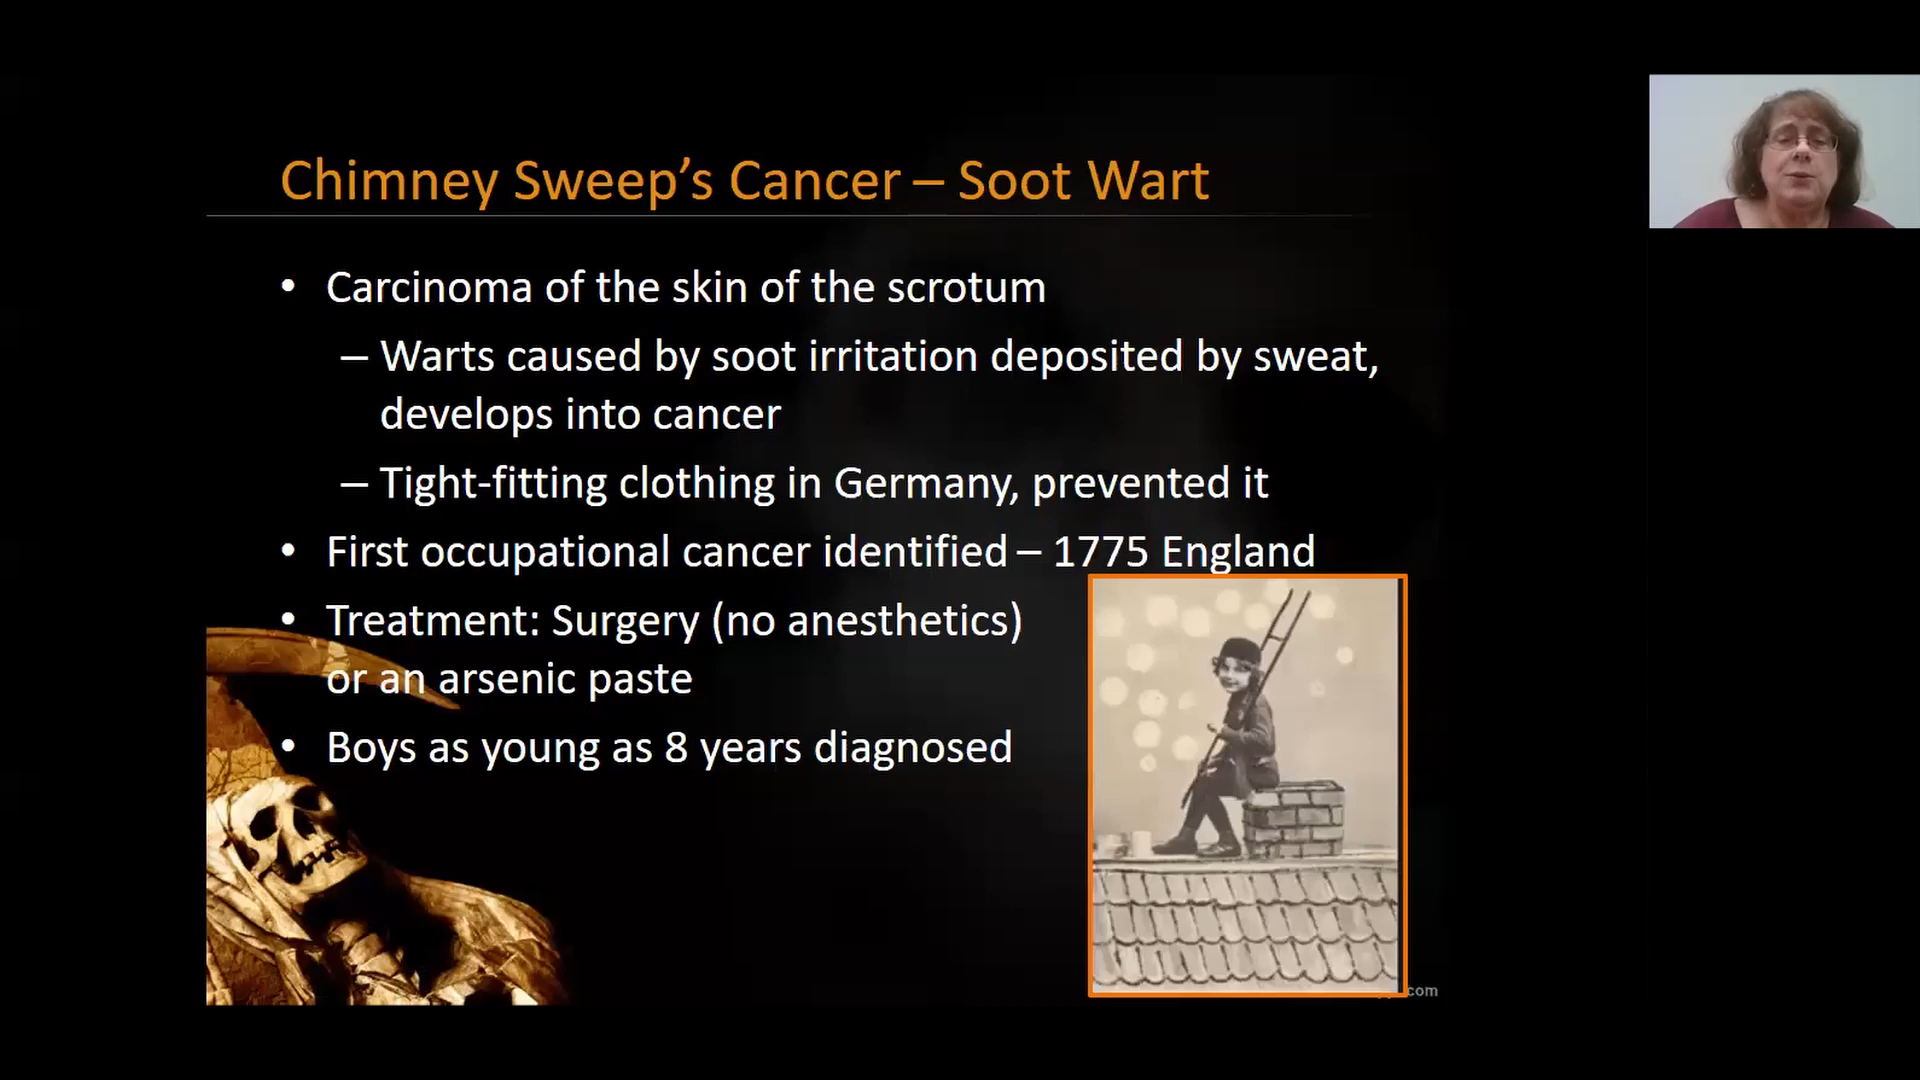 Chimney Sweep’s Cancer – Soot Wart
• Carcinoma of the skin of the scrotum
– Warts caused by soot irritation deposited by sweat,
develops into cancer
– Tight-fitting clothing in Germany, prevented it
• First occupational cancer identified – 1775 England
• Treatment: Surgery (no anesthetics)
or an arsenic paste
• Boys as young as 8 years diagnosed
com